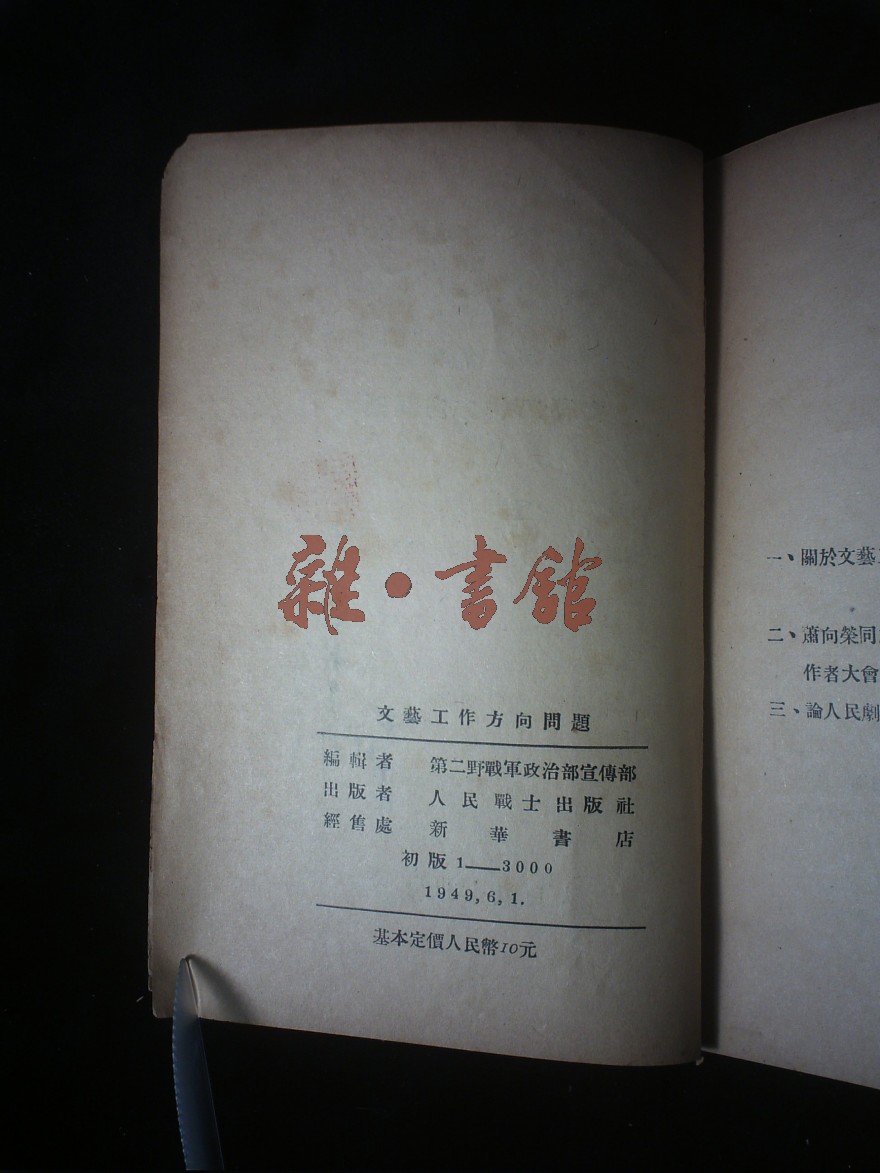 雜·書舘
文藝工作方向問題
編輯者 第二野戰軍政治部宣傳部
出版者 人民戰士出版社
經售處 新華書店
初版1——3000
1949,6,1.
基本定價人民幣10元
一、關於文藝工
二、蕭向榮同
作者大會
三、論人民劇